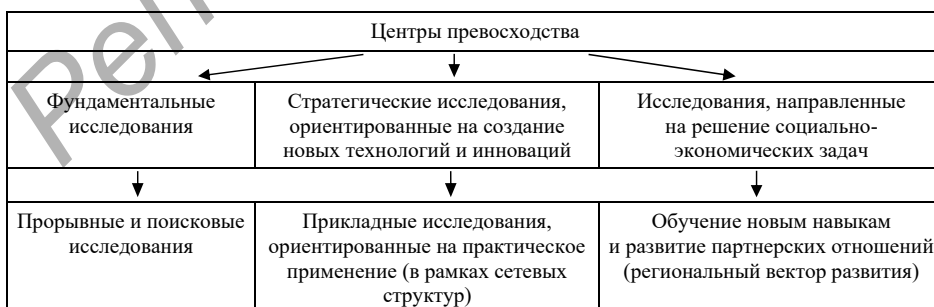 Центры превосходства
Фундаментальные
исследования
Стратегические исследования,
ориентированные на создание
новых технологий и инноваций
Исследования, направленные
на решение социально-
экономических задач
Прорывные и поисковые
исследования
Прикладные исследования,
ориентированные на практическое
применение (в рамках сетевых
структур)
Обучение новым навыкам
и развитие партнерских отношений
(региональный вектор развития)